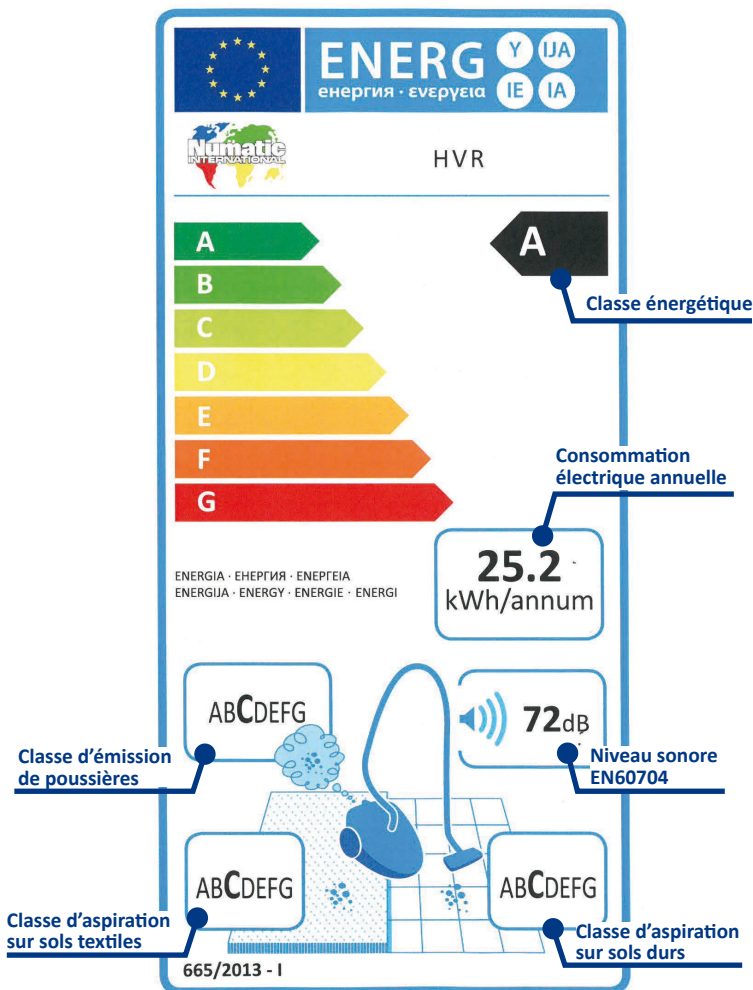 ENERG
енергия · ενεργεια
Y IJA
IE IA
Numatic
INTERNATIONAL
HVR
A
B
C
D
E
F
G
A
Classe énergétique
Consommation
électrique annuelle
25.2
kWh/annum
ENERGIA · ЕНЕРГИЯ · ΕΝΕΡΓΕΙΑ
ENERGIJA · ENERGY · ENERGIE · ENERGI
ABCDEFG
Classe d'émission
de poussières
72dB
Niveau sonore
EN60704
ABCDEFG
Classe d'aspiration
sur sols textiles
ABCDEFG
Classe d'aspiration
sur sols durs
665/2013 - I